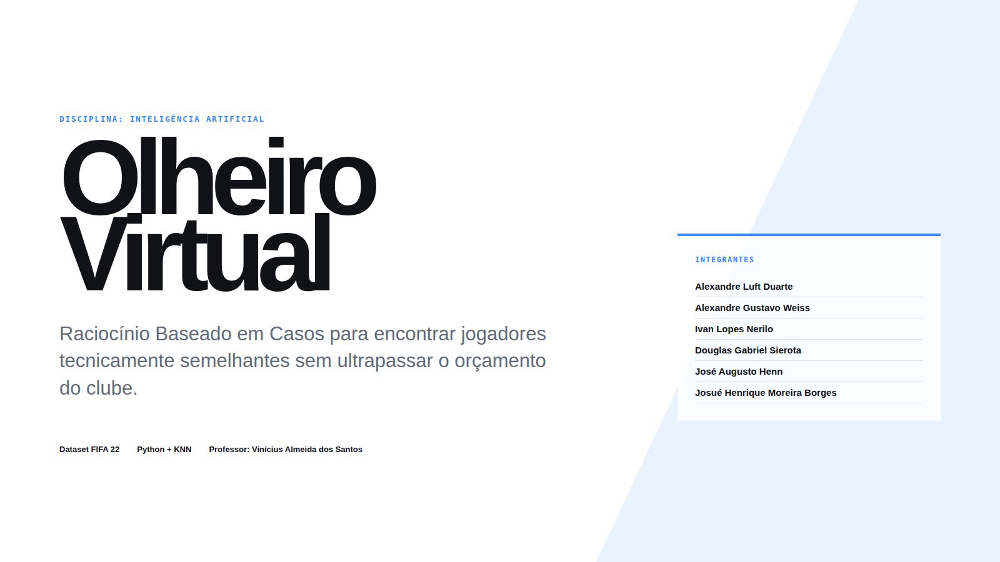 DISCIPLINA: INTELIGÊNCIA ARTIFICIAL
Olheiro
Virtual
Raciocínio Baseado em Casos para encontrar jogadores
tecnicamente semelhantes sem ultrapassar o orçamento
do clube.
Dataset FIFA 22 Python + KNN Professor: Vinícius Almeida dos Santos
INTEGRANTES
Alexandre Luft Duarte
Alexandre Gustavo Weiss
Ivan Lopes Nerilo
Douglas Gabriel Sierota
José Augusto Henn
Josué Henrique Moreira Borges